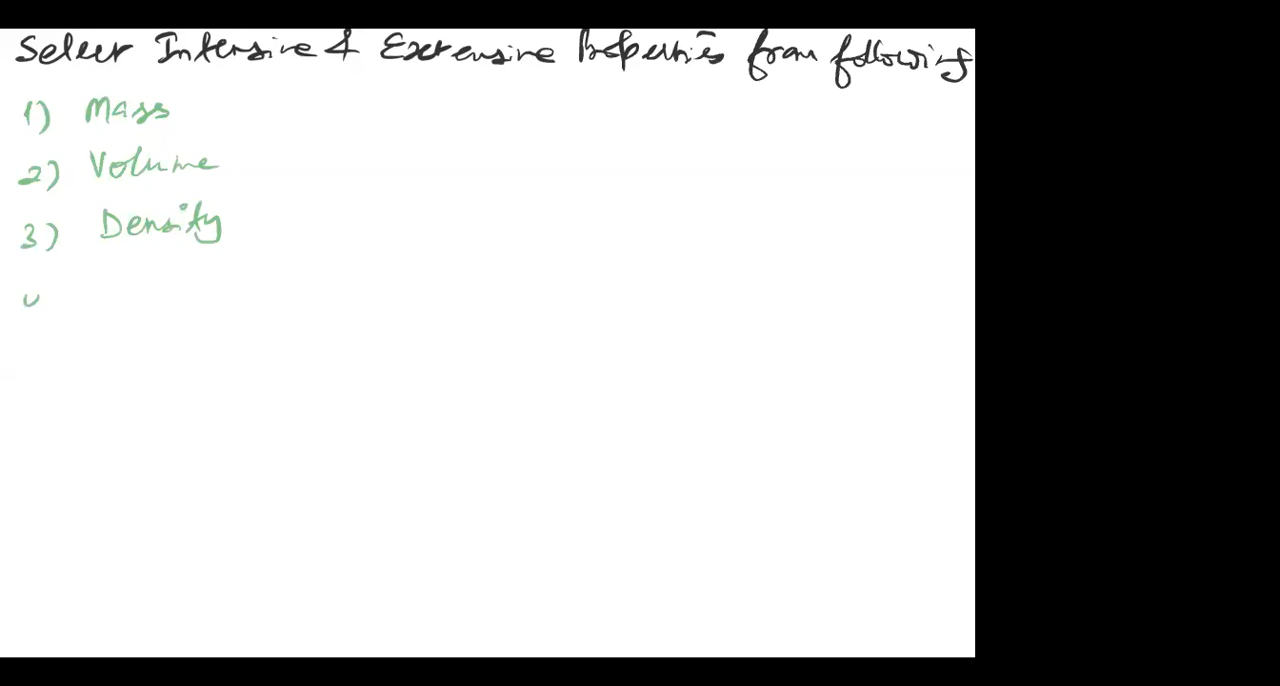 Select Intensive & Extensive Properties from following
1) Mass
2) Volume
3) Density